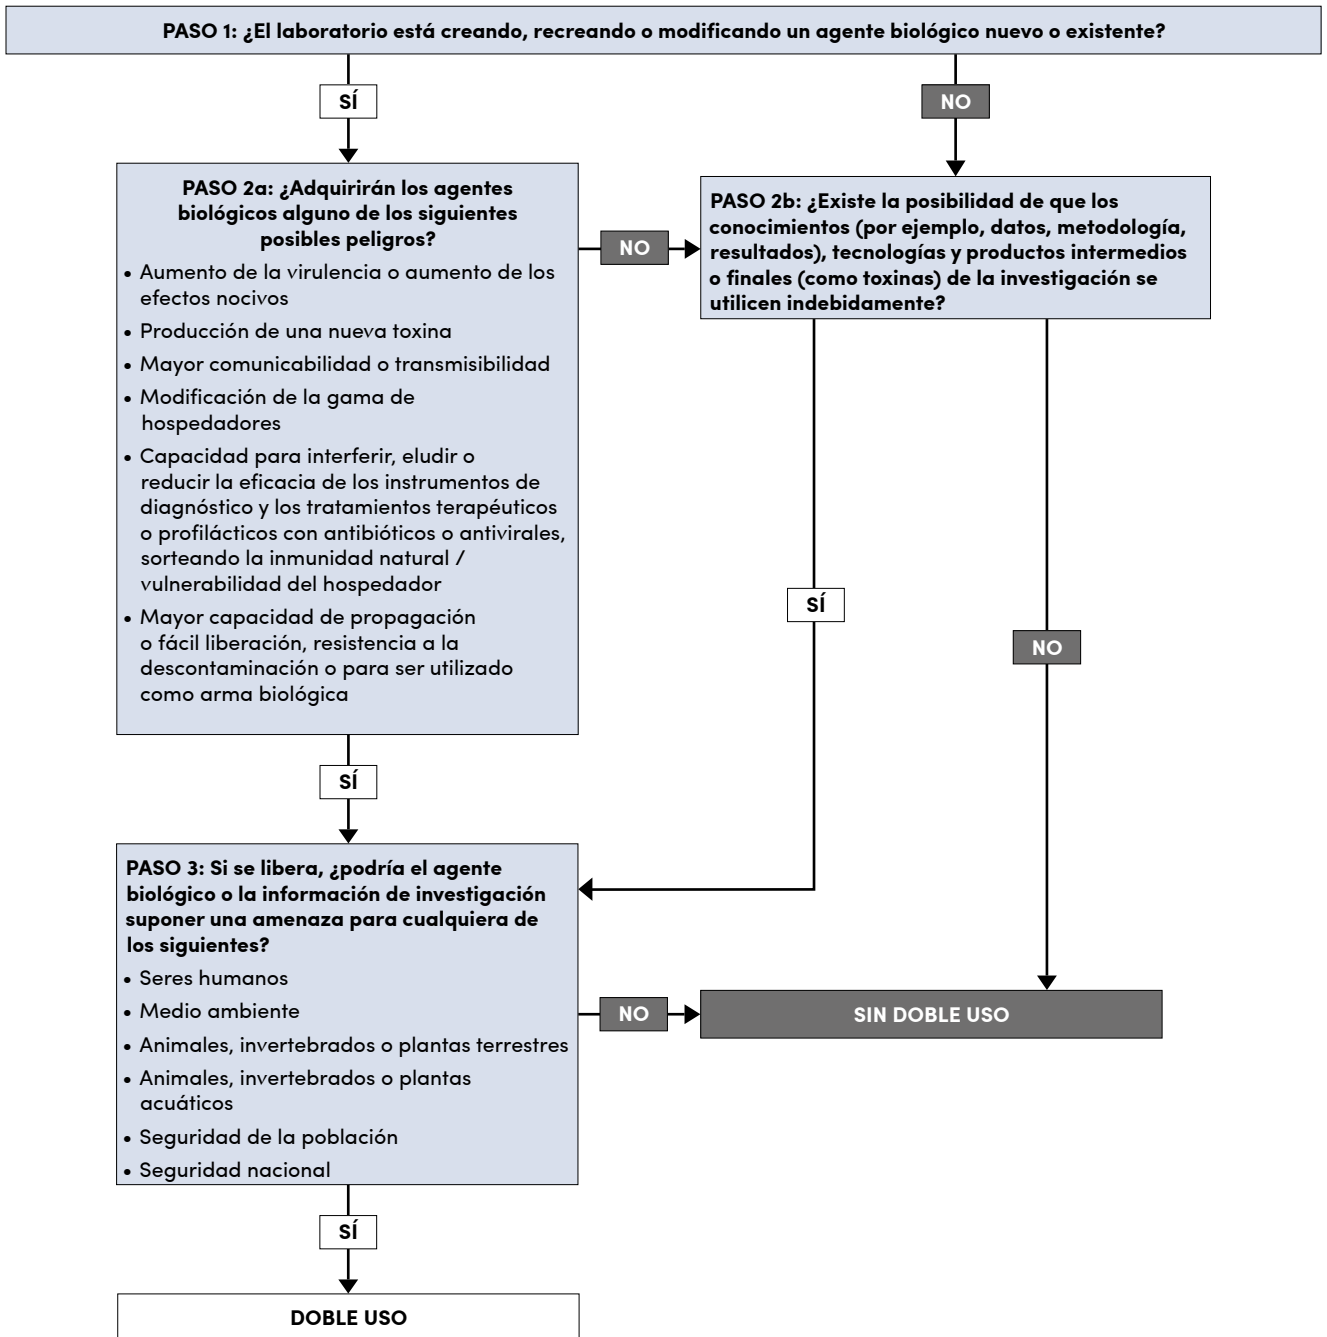 PASO 1: ¿El laboratorio está creando, recreando o modificando un agente biológico nuevo o existente?
SÍ
NO
PASO 2a: ¿Adquirirán los agentes
biológicos alguno de los siguientes
posibles peligros?
• Aumento de la virulencia o aumento de los
efectos nocivos
• Producción de una nueva toxina
• Mayor comunicabilidad o transmisibilidad
• Modificación de la gama de
hospedadores
• Capacidad para interferir, eludir o
reducir la eficacia de los instrumentos de
diagnóstico y los tratamientos terapéuticos
o profilácticos con antibióticos o antivirales,
sorteando la inmunidad natural /
vulnerabilidad del hospedador
• Mayor capacidad de propagación
o fácil liberación, resistencia a la
descontaminación o para ser utilizado
como arma biológica
NO
PASO 2b: ¿Existe la posibilidad de que los
conocimientos (por ejemplo, datos, metodología,
resultados), tecnologías y productos intermedios
o finales (como toxinas) de la investigación se
utilicen indebidamente?
SÍ
NO
SÍ
PASO 3: Si se libera, ¿podría el agente
biológico o la información de investigación
suponer una amenaza para cualquiera de
los siguientes?
• Seres humanos
• Medio ambiente
• Animales, invertebrados o plantas terrestres
• Animales, invertebrados o plantas
acuáticos
• Seguridad de la población
• Seguridad nacional
NO
SIN DOBLE USO
SÍ
DOBLE USO